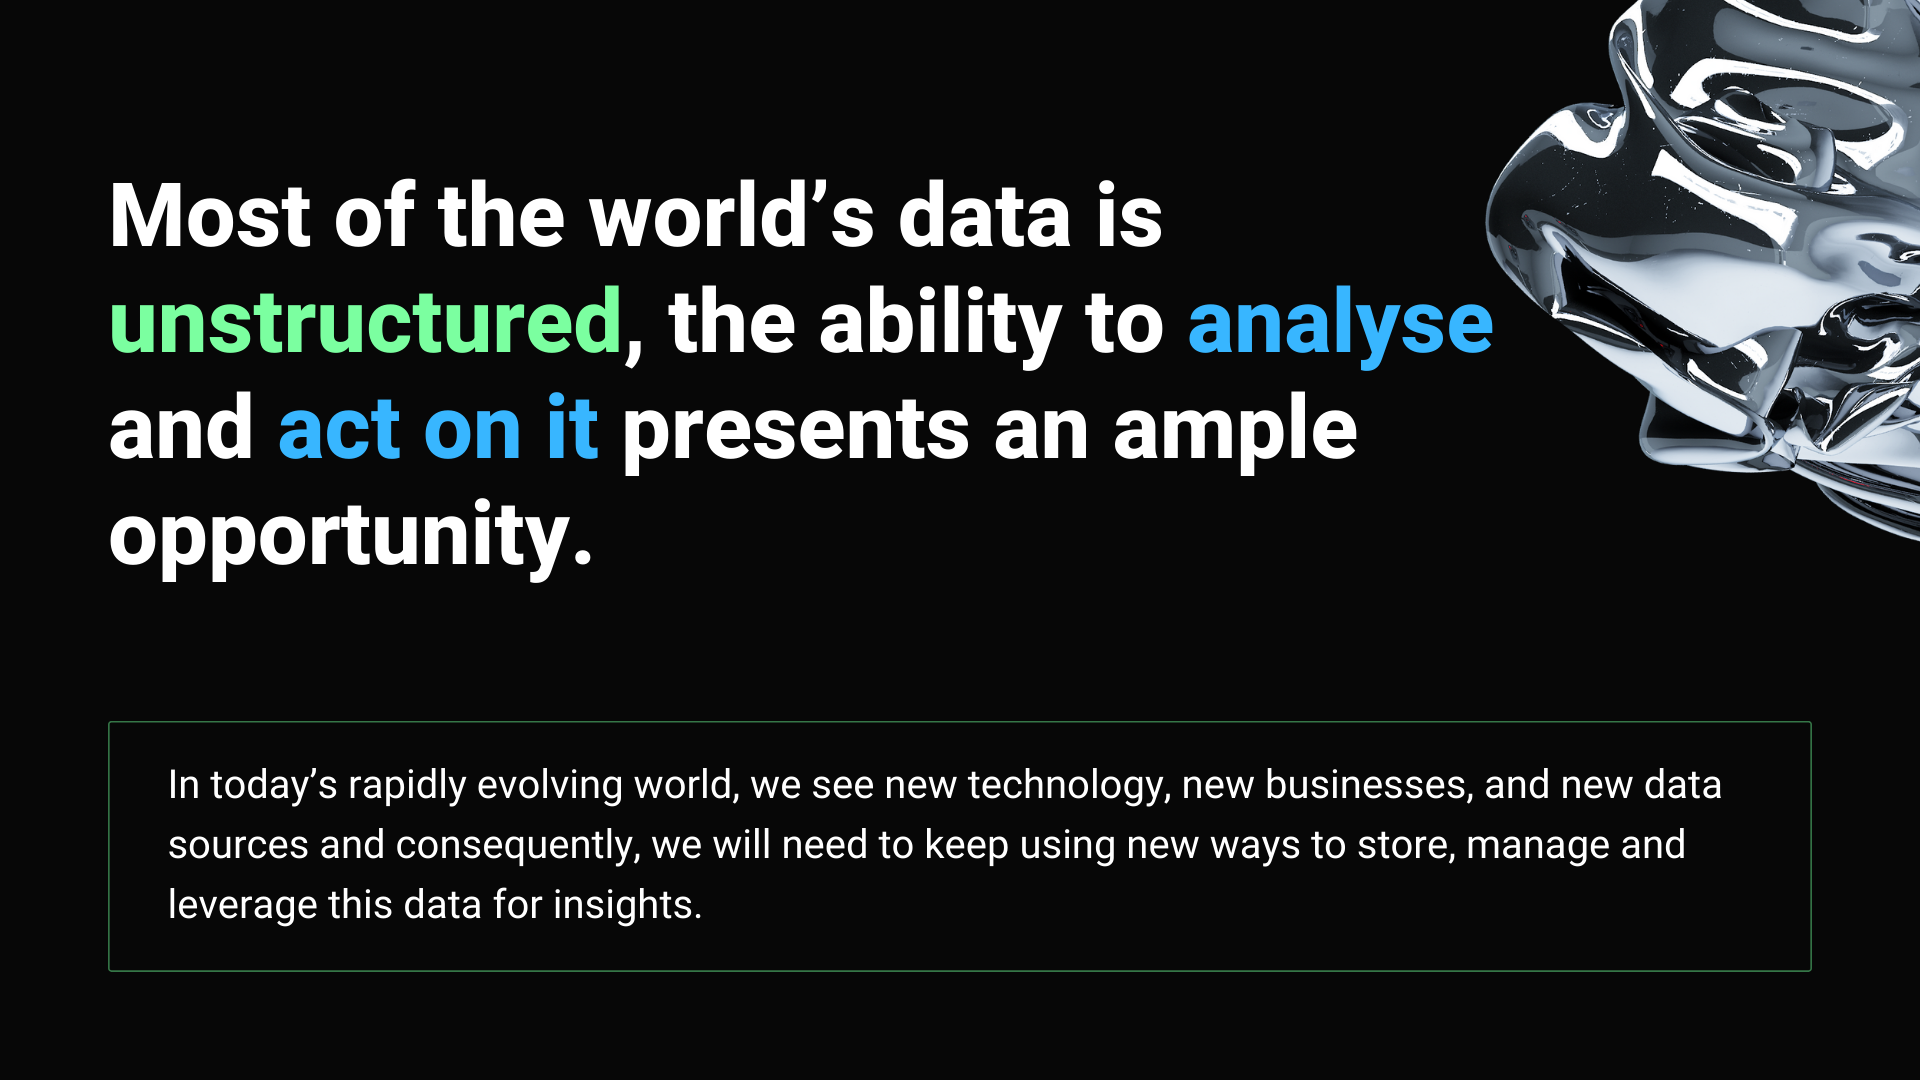 Most of the world’s data is
unstructured, the ability to analyse
and act on it presents an ample
opportunity.
In today’s rapidly evolving world, we see new technology, new businesses, and new data
sources and consequently, we will need to keep using new ways to store, manage and
leverage this data for insights.